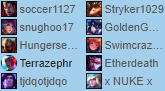 soccer1127
Stryker1029
snughoo17
GoldenG...
Hungerse...
Swimcraz...
Terrazephr
Etherdeath
tjdqotjdqo
x NUKE x